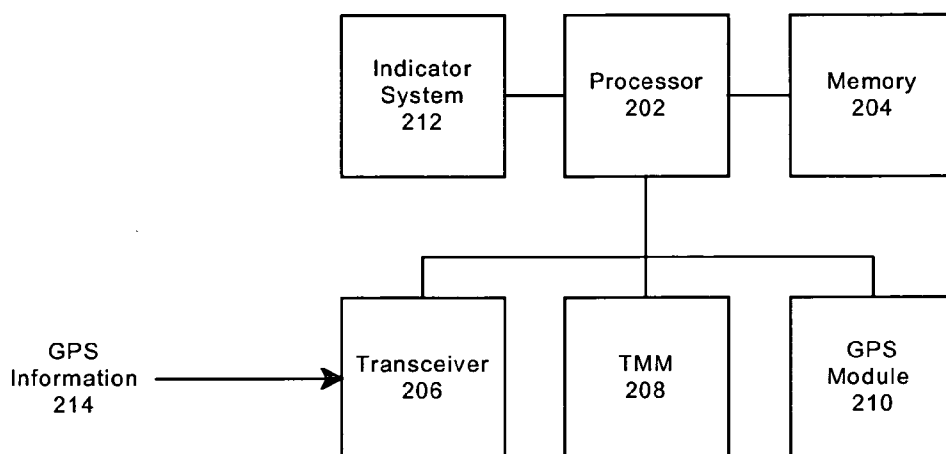 Indicator
System
212
Processor
202
Memory
204
GPS
Information
214
Transceiver
206
TMM
208
GPS
Module
210